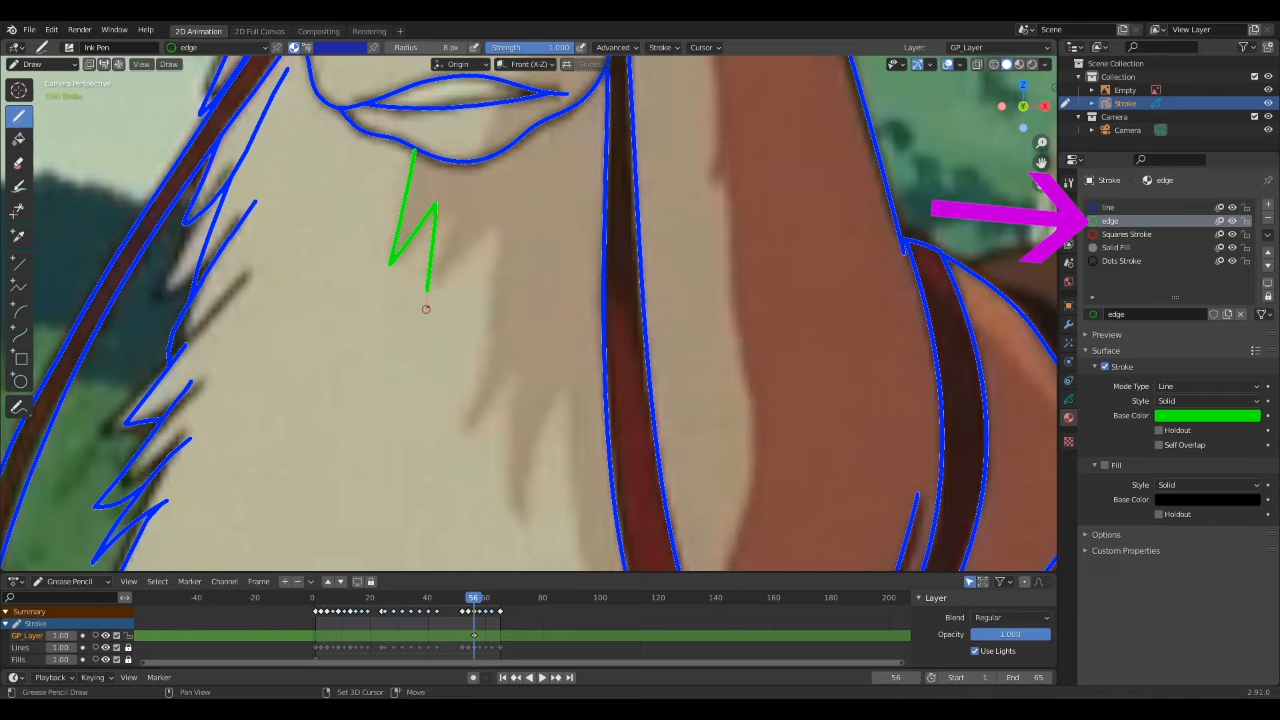 File Edit Render Window Help 2D Animation 2D Full Canvas Compositing Rendering + Scene View Layer
Ink Pen edge Radius 8 px Strength 1.000 Advanced Stroke Cursor Layer: GP_Layer
Draw View Draw Origin Front (X-Z) Guides
Camera Perspective
Z
X
Y
Scene Collection
Collection
Empty
Stroke
Camera
Camera
Stroke edge
line
edge
Squares Stroke
Solid Fill
Dots Stroke
edge
Preview
Surface
Stroke
Mode Type Line
Style Solid
Base Color
Holdout
Self Overlap
Fill
Style Solid
Base Color
Holdout
Options
Custom Properties
Grease Pencil View Select Marker Channel Frame
-40 -20 0 20 40 56 60 80 100 120 140 160 180 200
Summary
Stroke
GP_Layer 1.00
Lines 1.00
Fills 1.00
Layer
Blend Regular
Opacity 1.000
Use Lights
Playback Keying View Marker 56 Start 1 End 65
Grease Pencil Draw Pan View Set 3D Cursor Move 2.91.0